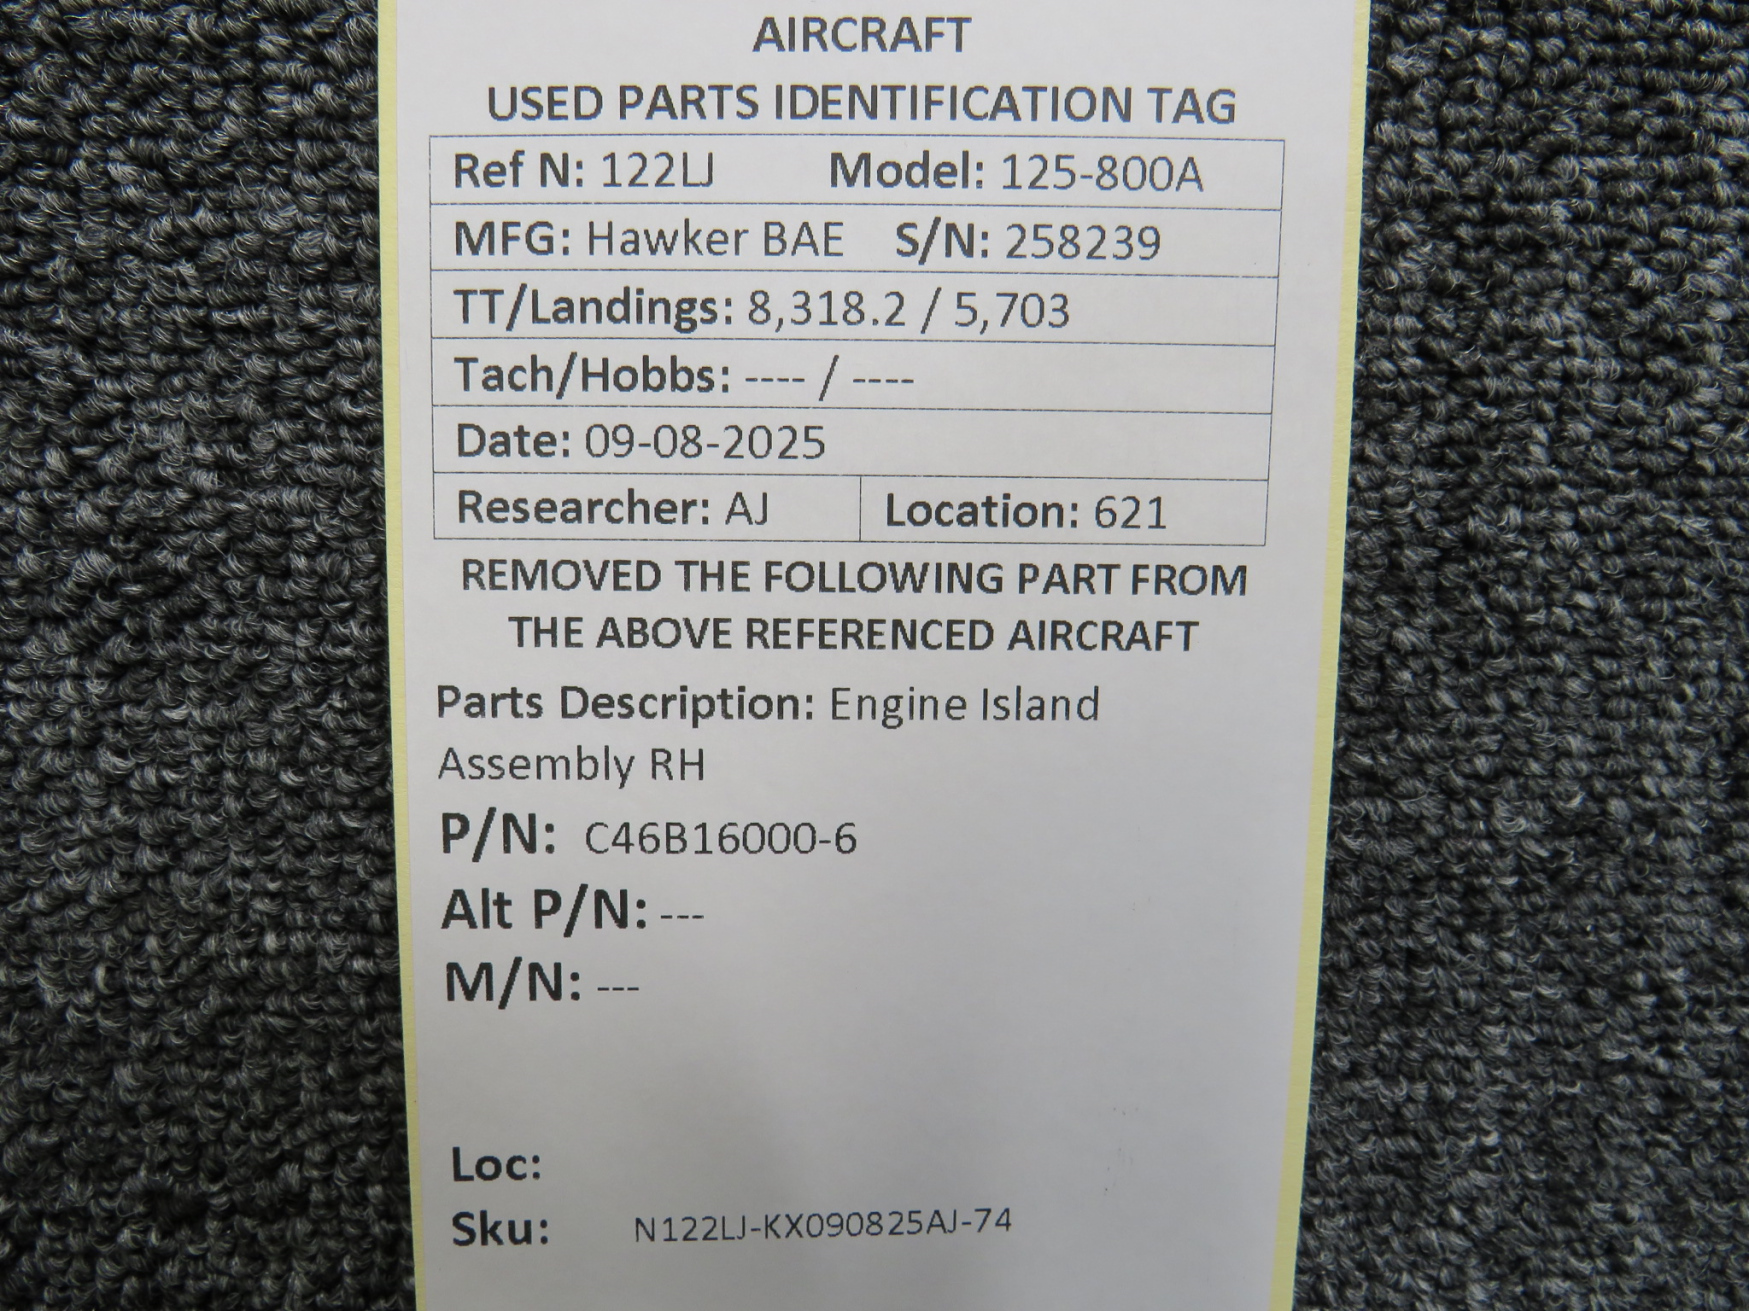 AIRCRAFT
USED PARTS IDENTIFICATION TAG
Ref N: 122LJ Model: 125-800A
MFG: Hawker BAE S/N: 258239
TT/Landings: 8,318.2 / 5,703
Tach/Hobbs: ---- / ----
Date: 09-08-2025
Researcher: AJ Location: 621
REMOVED THE FOLLOWING PART FROM
THE ABOVE REFERENCED AIRCRAFT
Parts Description: Engine Island
Assembly RH
P/N: C46B16000-6
Alt P/N: ---
M/N: ---
Loc:
Sku: N122LJ-KX090825AJ-74